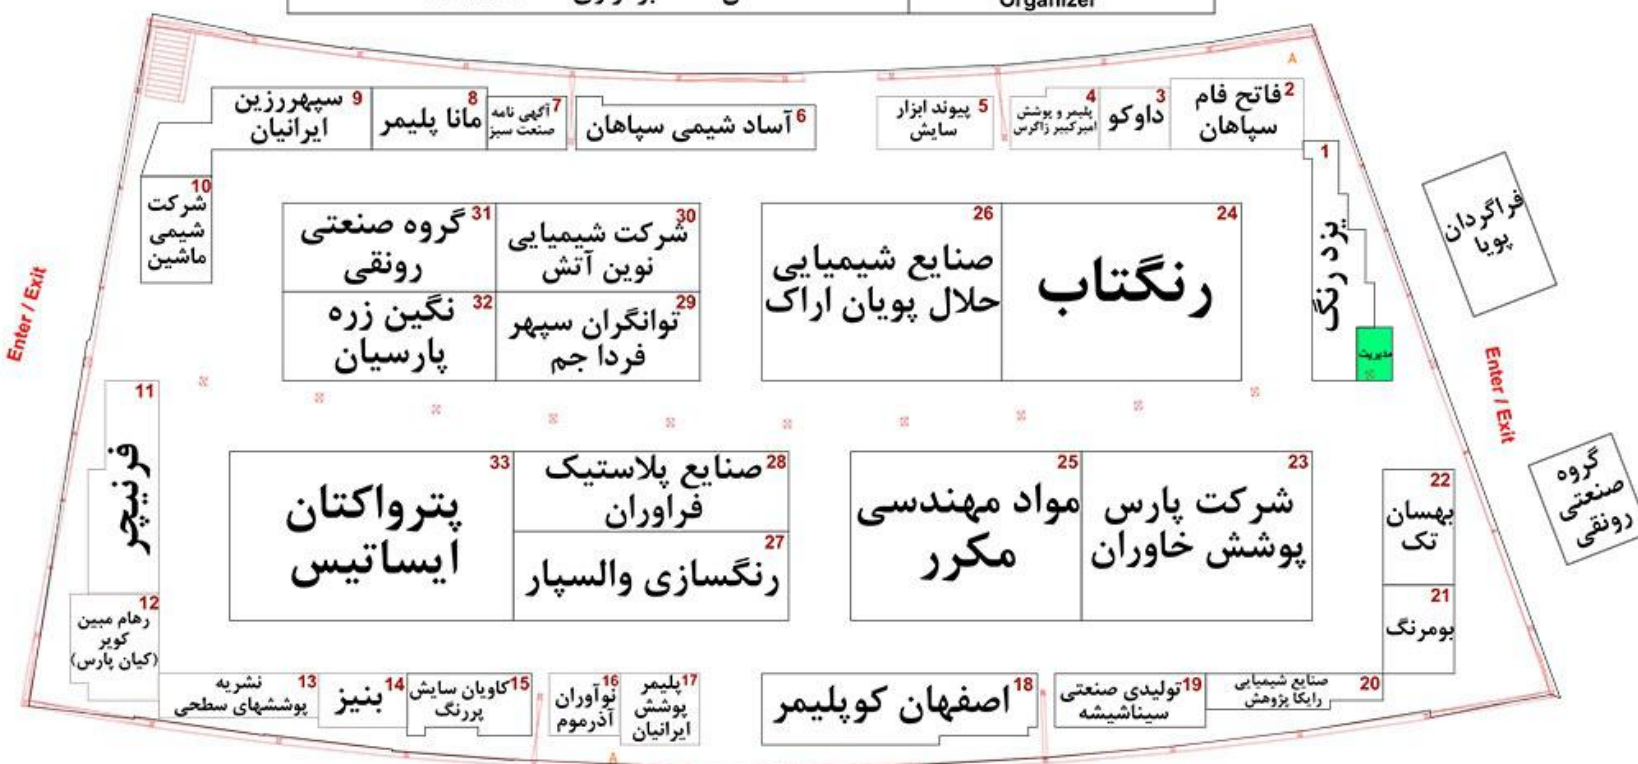 Organizer
A
9
سپهررزین
ایرانیان
8
مانا پلیمر
7
آگهی نامه
صنعت سبز
6
آساد شیمی سپاهان
5
پیوند ابزار
سایش
4
پلیمر و پوشش
امیرکبیر زاگرس
3
داوکو
2
فاتح فام
سپاهان
1
یزد رنگ
مدیریت
10
شرکت
شیمی
ماشین
31
گروه صنعتی
رونقی
30
شرکت شیمیایی
نوین آتش
32
نگین زره
پارسیان
29
توانگران سپهر
فردا جم
26
صنایع شیمیایی
حلال پویان اراک
24
رنگتاب
فراگردان
پویا
Enter / Exit
Enter / Exit
11
فرنیچر
33
پترواکتان
ایساتیس
28
صنایع پلاستیک
فراوران
27
رنگسازی والسپار
25
مواد مهندسی
مکرر
23
شرکت پارس
پوشش خاوران
22
بهسان
تک
21
بومرنگ
گروه
صنعتی
رونقی
12
رهام مبین
کویر
(کیان پارس)
13
نشریه
پوششهای سطحی
14
بنیز
15
کاویان سایش
پررنگ
16
نوآوران
آذرموم
17
پلیمر
پوشش
ایرانیان
18
اصفهان کوپلیمر
19
تولیدی صنعتی
سیناشیشه
20
صنایع شیمیایی
رایکا پژوهش
A